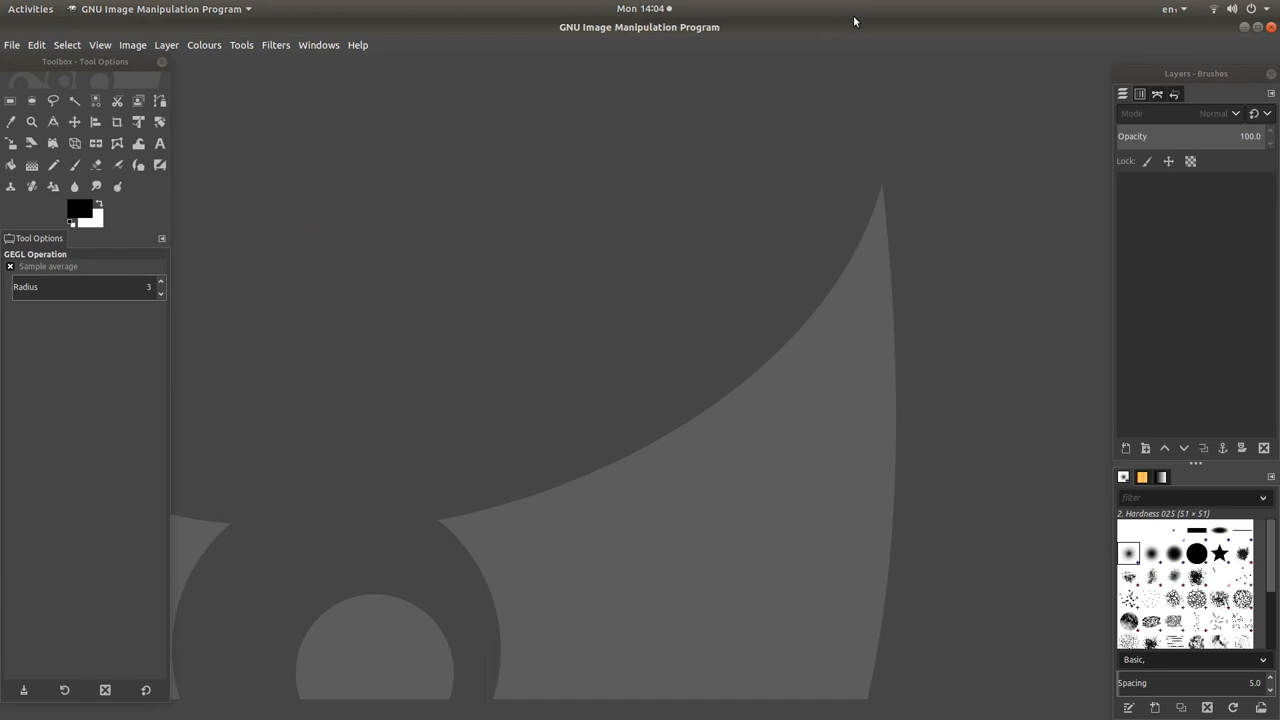 Activities GNU Image Manipulation Program Mon 14:04 en₁
GNU Image Manipulation Program
File Edit Select View Image Layer Colours Tools Filters Windows Help
Toolbox - Tool Options
Layers - Brushes
Mode Normal
Opacity 100.0
Lock:
Tool Options
GEGL Operation
Sample average
Radius 3
filter
2. Hardness 025 (51 × 51)
Basic,
Spacing 5.0